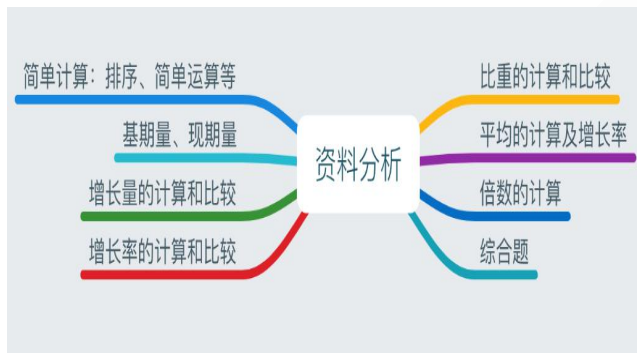 简单计算：排序、简单运算等
基期量、现期量
增长量的计算和比较
增长率的计算和比较
资料分析
比重的计算和比较
平均的计算及增长率
倍数的计算
综合题